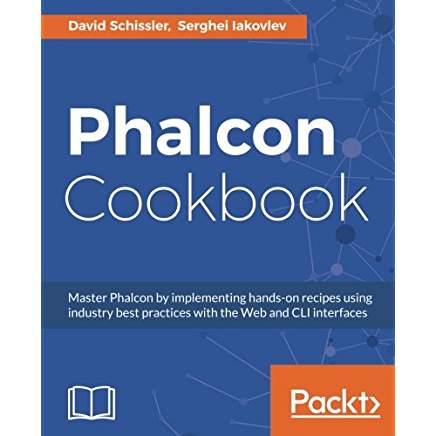 David Schissler, Serghei Iakovlev
Phalcon
Cookbook
Master Phalcon by implementing hands-on recipes using
industry best practices with the Web and CLI interfaces
Packt>